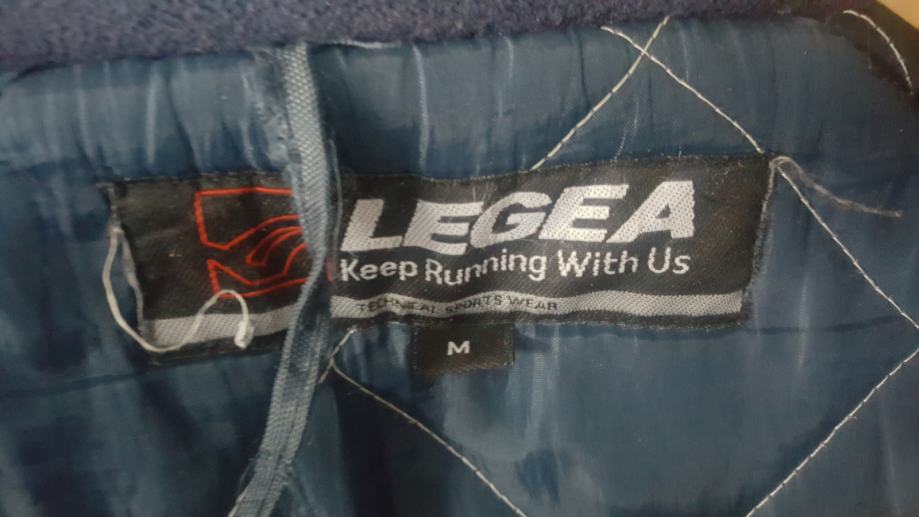 LEGEA
Keep Running With Us
TECHNICAL SPORTS WEAR
M